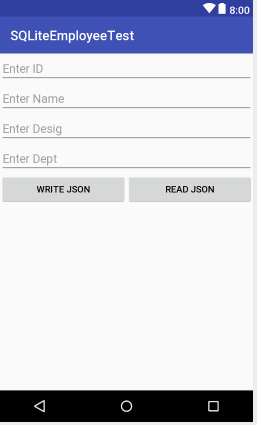 8:00
SQLiteEmployeeTest
Enter ID
Enter Name
Enter Desig
Enter Dept
WRITE JSON READ JSON